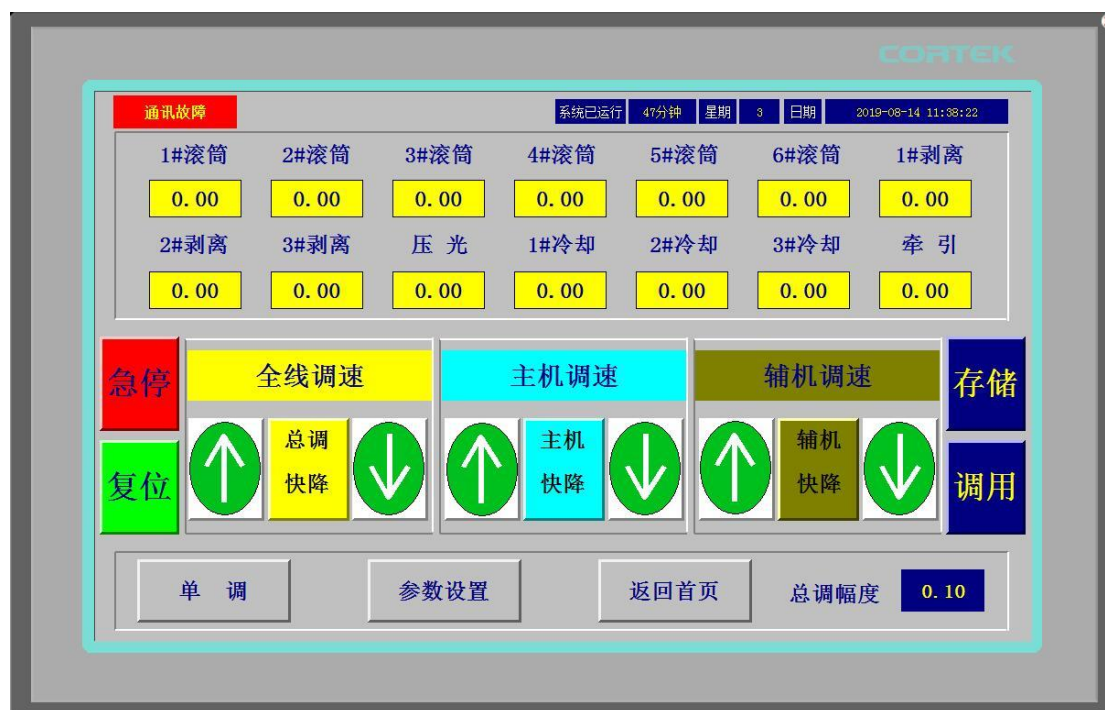 CORTEK
通讯故障 系统已运行 47分钟 星期 3 日期 2019-08-14 11:38:22
1#滚筒 2#滚筒 3#滚筒 4#滚筒 5#滚筒 6#滚筒 1#剥离
0.00 0.00 0.00 0.00 0.00 0.00 0.00
2#剥离 3#剥离 压 光 1#冷却 2#冷却 3#冷却 牵 引
0.00 0.00 0.00 0.00 0.00 0.00 0.00
急停 全线调速 主机调速 辅机调速 存储
总调 主机 辅机
复位 快降 快降 快降 调用
单 调 参数设置 返回首页 总调幅度 0.10